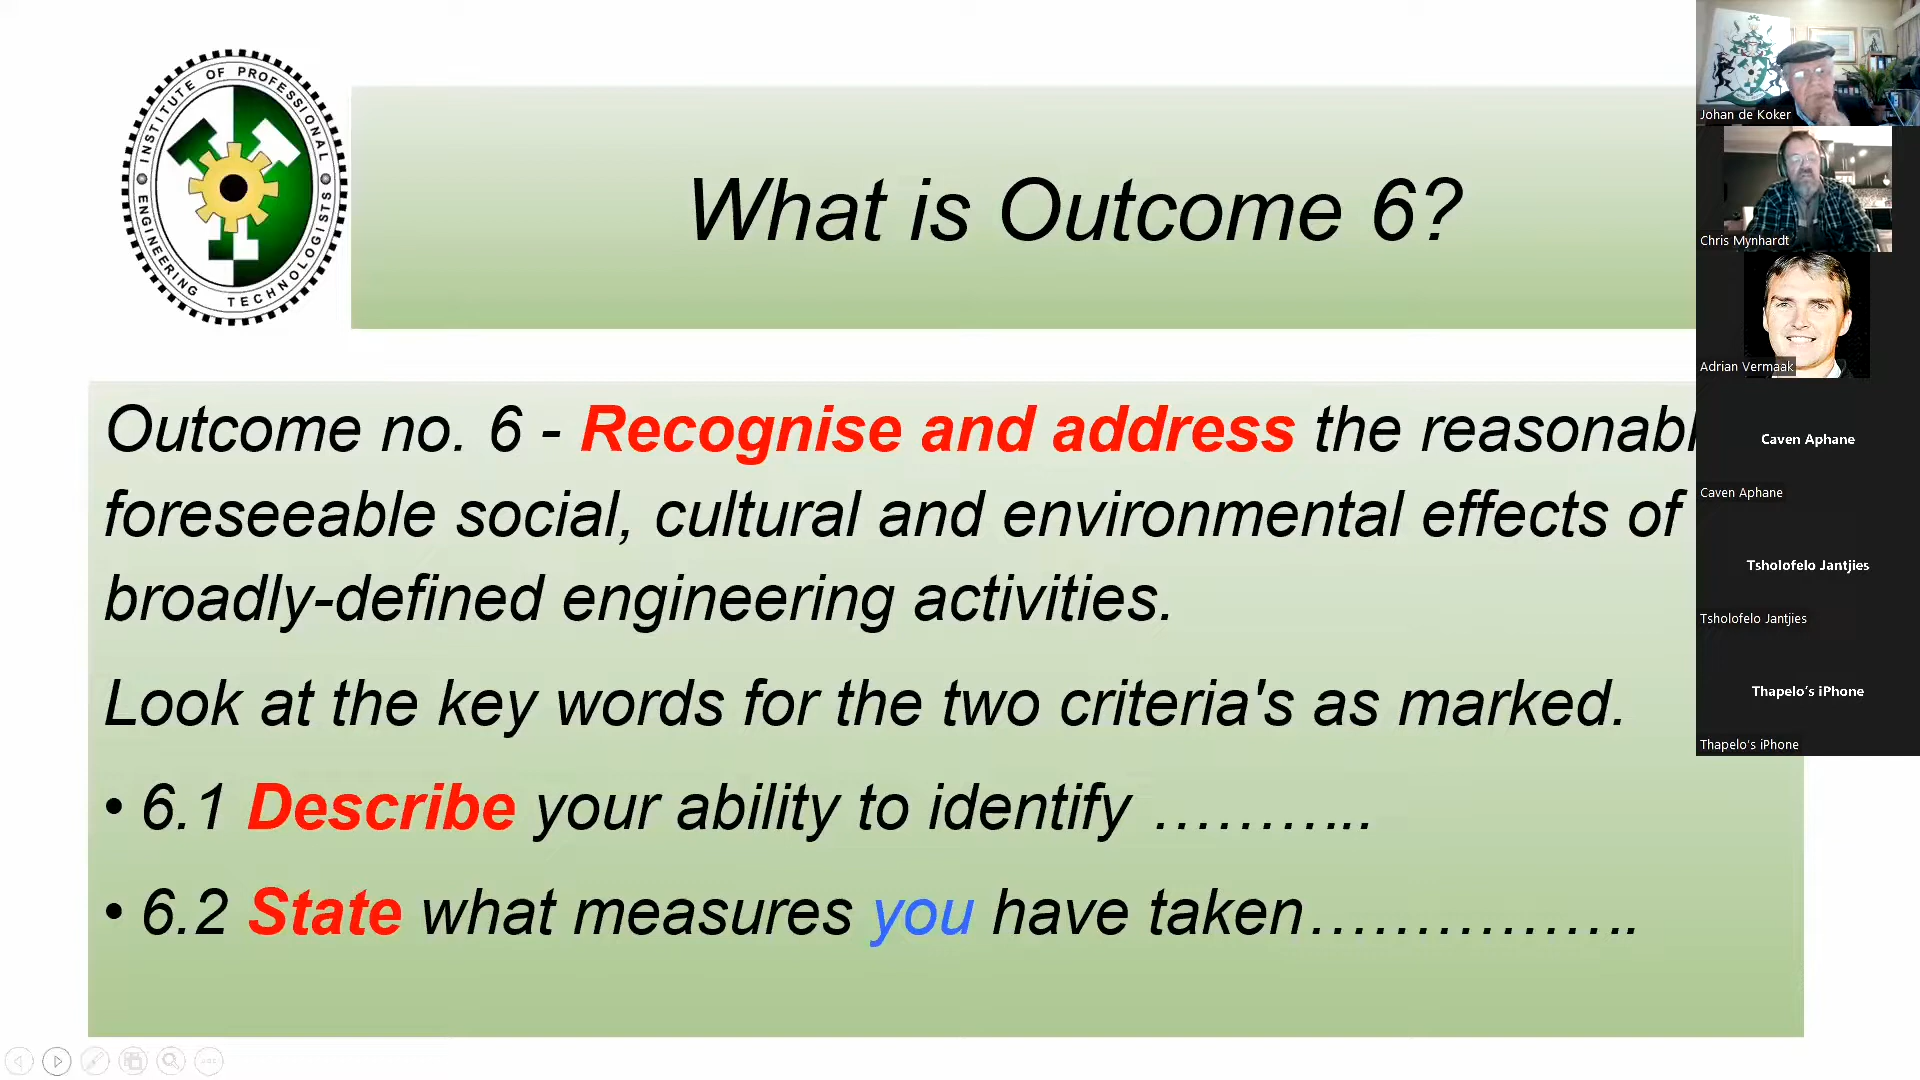 INSTITUTE OF PROFESSIONAL
ENGINEERING TECHNOLOGISTS
What is Outcome 6?
Outcome no. 6 - Recognise and address the reasonabl
foreseeable social, cultural and environmental effects of
broadly-defined engineering activities.
Look at the key words for the two criteria's as marked.
• 6.1 Describe your ability to identify ………..
• 6.2 State what measures you have taken…………….
Johan de Koker
Chris Mynhardt
Adrian Vermaak
Caven Aphane
Caven Aphane
Tsholofelo Jantjies
Tsholofelo Jantjies
Thapelo's iPhone
Thapelo's iPhone